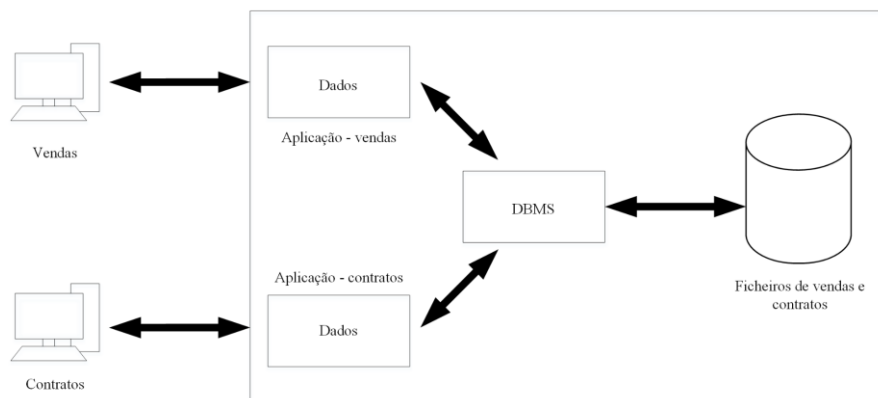 Vendas
Dados
Aplicação - vendas
DBMS
Ficheiros de vendas e
contratos
Aplicação - contratos
Dados
Contratos